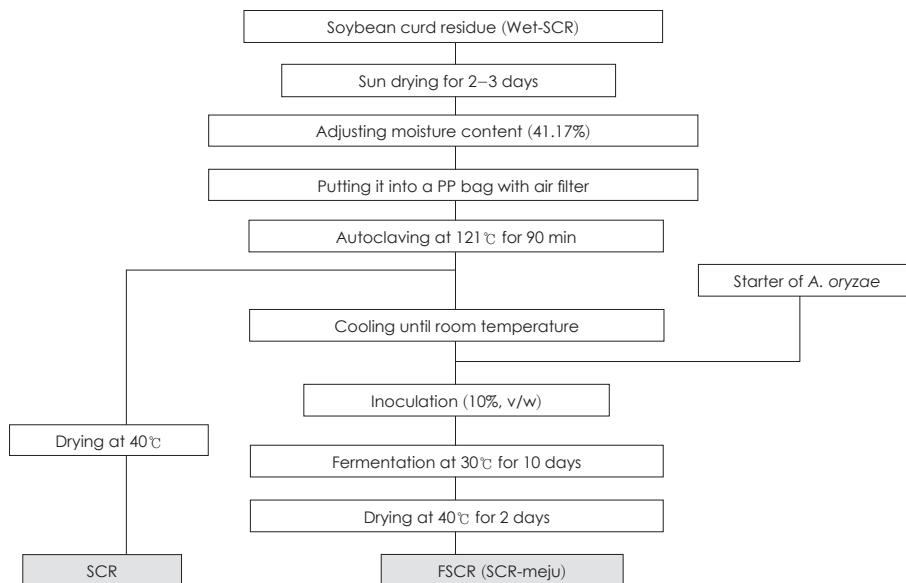 Soybean curd residue (Wet-SCR)
Sun drying for 2–3 days
Adjusting moisture content (41.17%)
Putting it into a PP bag with air filter
Autoclaving at 121℃ for 90 min
Starter of A. oryzae
Cooling until room temperature
Inoculation (10%, v/w)
Drying at 40℃
Fermentation at 30℃ for 10 days
Drying at 40℃ for 2 days
SCR
FSCR (SCR-meju)